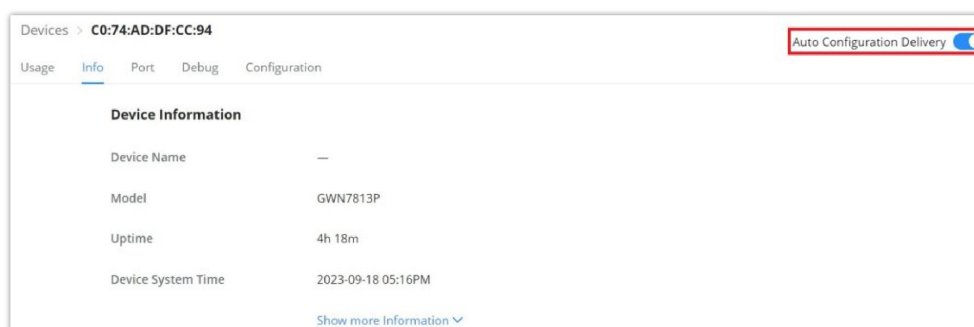 Devices > C0:74:AD:DF:CC:94
Auto Configuration Delivery
Usage Info Port Debug Configuration
Device Information
Device Name —
Model GWN7813P
Uptime 4h 18m
Device System Time 2023-09-18 05:16PM
Show more Information